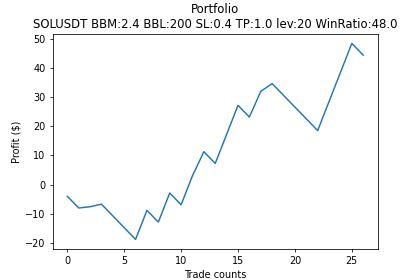 Portfolio
SOLUSDT BBM:2.4 BBL:200 SL:0.4 TP:1.0 lev:20 WinRatio:48.0
50
40
30
20
10
0
−10
−20
Profit ($)
0 5 10 15 20 25
Trade counts